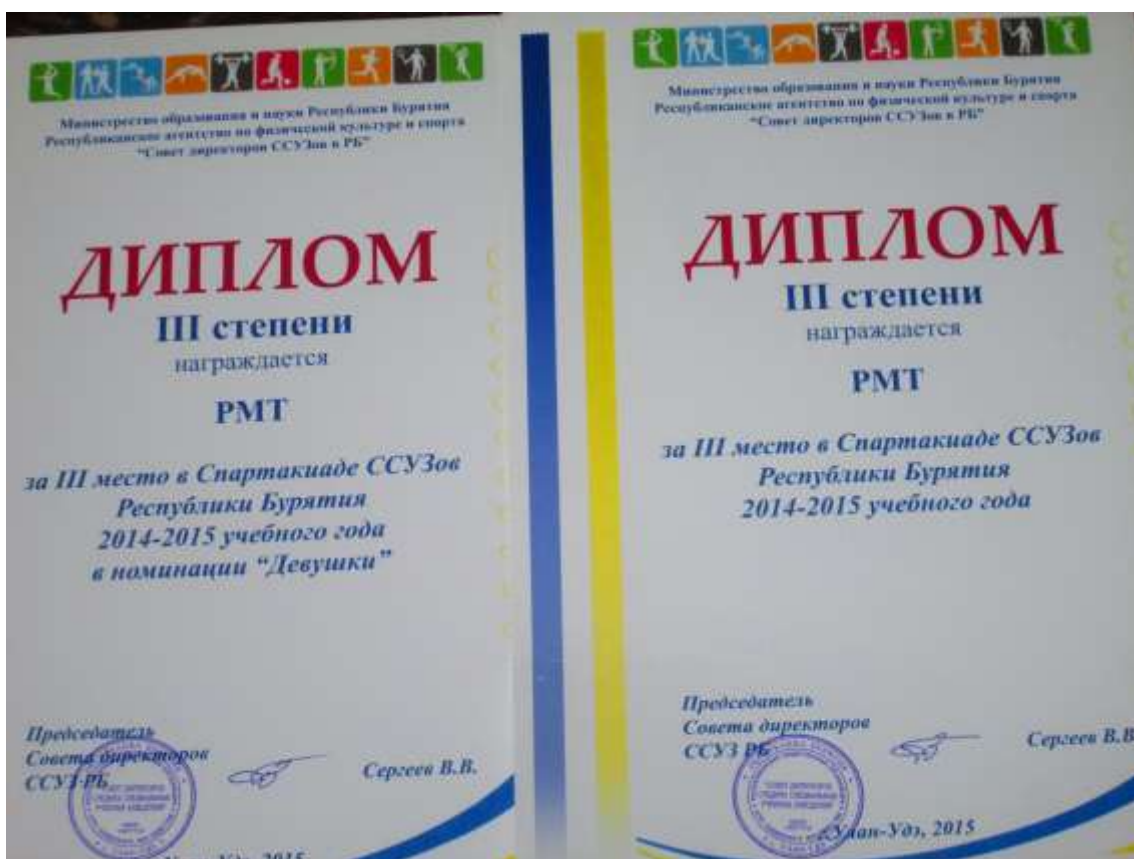 Министерство образования и науки Республики Бурятия
Республиканское агентство по физической культуре и спорта
“Совет директоров ССУЗов в РБ”
ДИПЛОМ
III степени
награждается
РМТ
за III место в Спартакиаде ССУЗов
Республики Бурятия
2014-2015 учебного года
в номинации “Девушки”
Председатель
Совета директоров
ССУЗ РБ
Сергеев В.В.
Улан-Удэ, 2015
Министерство образования и науки Республики Бурятия
Республиканское агентство по физической культуре и спорта
“Совет директоров ССУЗов в РБ”
ДИПЛОМ
III степени
награждается
РМТ
за III место в Спартакиаде ССУЗов
Республики Бурятия
2014-2015 учебного года
Председатель
Совета директоров
ССУЗ РБ
Сергеев В.В
Улан-Удэ, 2015